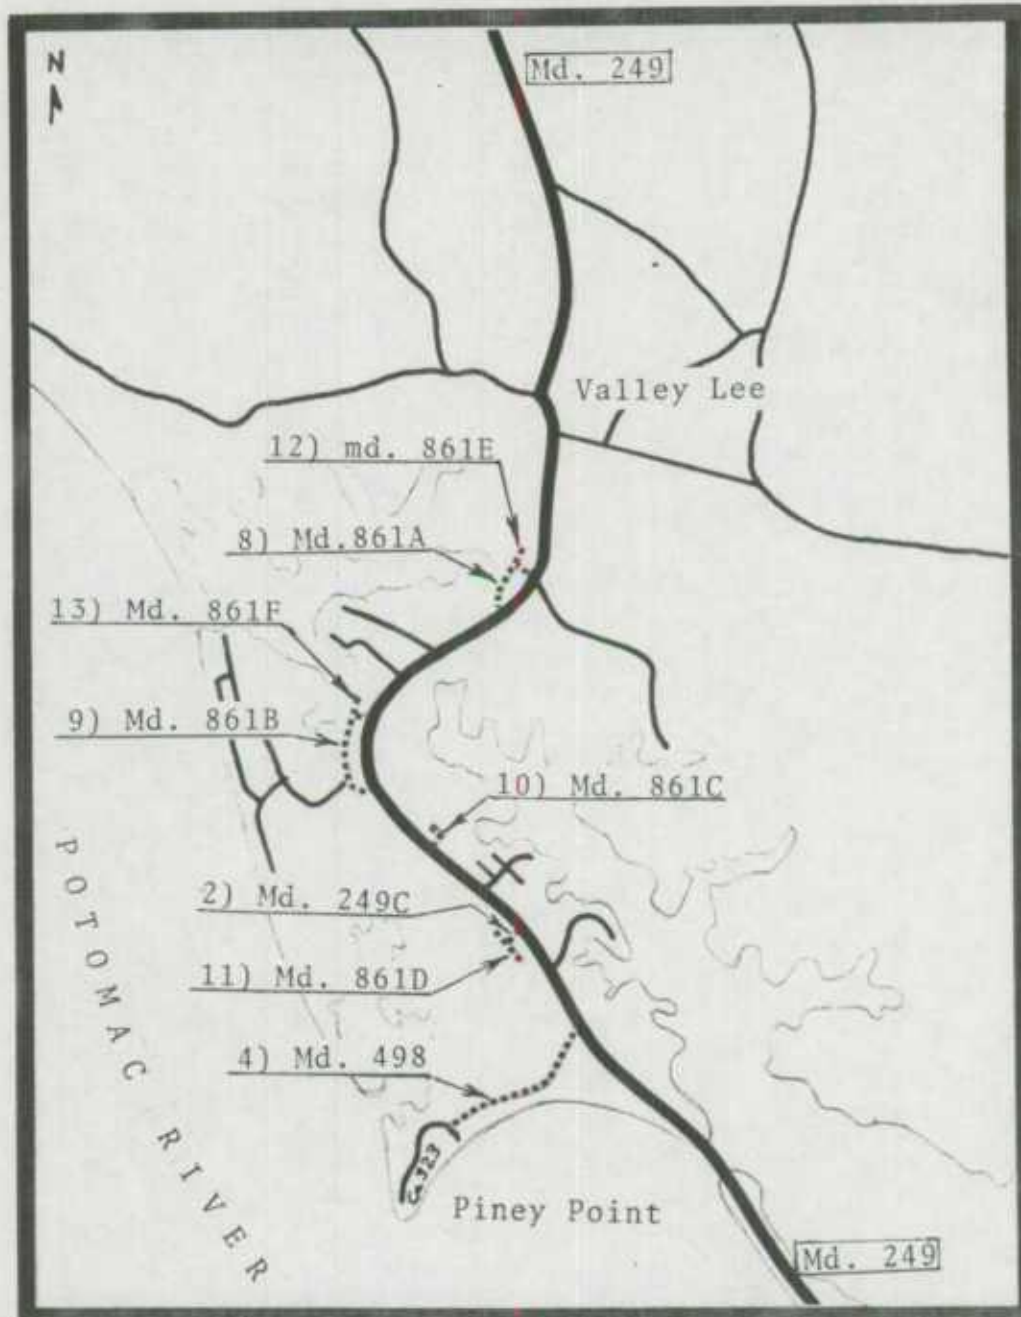 N
Md. 249
Valley Lee
12) md. 861E
8) Md.861A
13) Md. 861F
9) Md. 861B
10) Md. 861C
2) Md. 249C
11) Md. 861D
4) Md. 498
Co323
Piney Point
POTOMAC RIVER
Md. 249